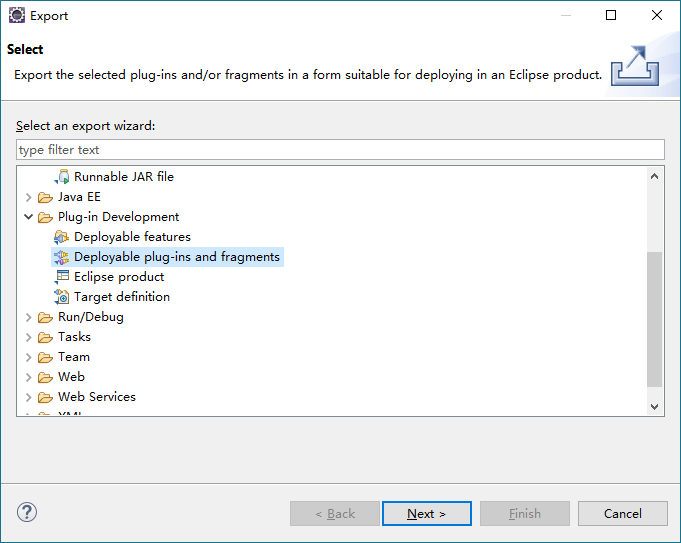 Export
Select
Export the selected plug-ins and/or fragments in a form suitable for deploying in an Eclipse product.
Select an export wizard:
type filter text
Runnable JAR file
Java EE
Plug-in Development
Deployable features
Deployable plug-ins and fragments
Eclipse product
Target definition
Run/Debug
Tasks
Team
Web
Web Services
XML
?
< Back
Next >
Finish
Cancel